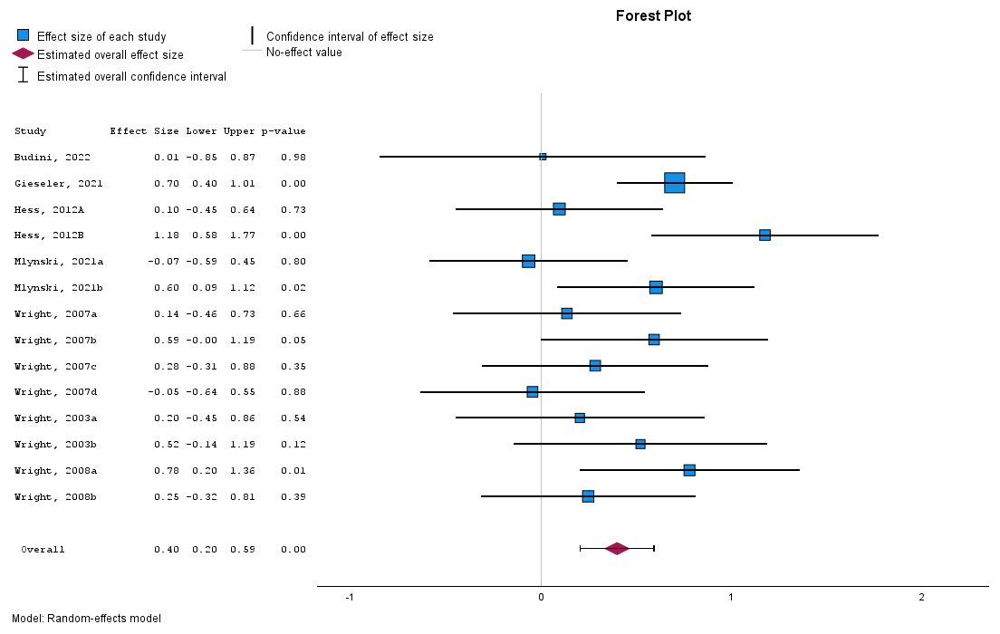 Forest Plot
Effect size of each study
Estimated overall effect size
Estimated overall confidence interval
Confidence interval of effect size
No-effect value
Study Effect Size Lower Upper p-value
Budini, 2022 0.01 -0.85 0.87 0.98
Gieseler, 2021 0.70 0.40 1.01 0.00
Hess, 2012A 0.10 -0.45 0.64 0.73
Hess, 2012B 1.18 0.58 1.77 0.00
Mlynski, 2021a -0.07 -0.59 0.45 0.80
Mlynski, 2021b 0.60 0.09 1.12 0.02
Wright, 2007a 0.14 -0.46 0.73 0.66
Wright, 2007b 0.59 -0.00 1.19 0.05
Wright, 2007c 0.28 -0.31 0.88 0.35
Wright, 2007d -0.05 -0.64 0.55 0.88
Wright, 2003a 0.20 -0.45 0.86 0.54
Wright, 2003b 0.52 -0.14 1.19 0.12
Wright, 2008a 0.78 0.20 1.36 0.01
Wright, 2008b 0.25 -0.32 0.81 0.39
Overall 0.40 0.20 0.59 0.00
-1 0 1 2
Model: Random-effects model